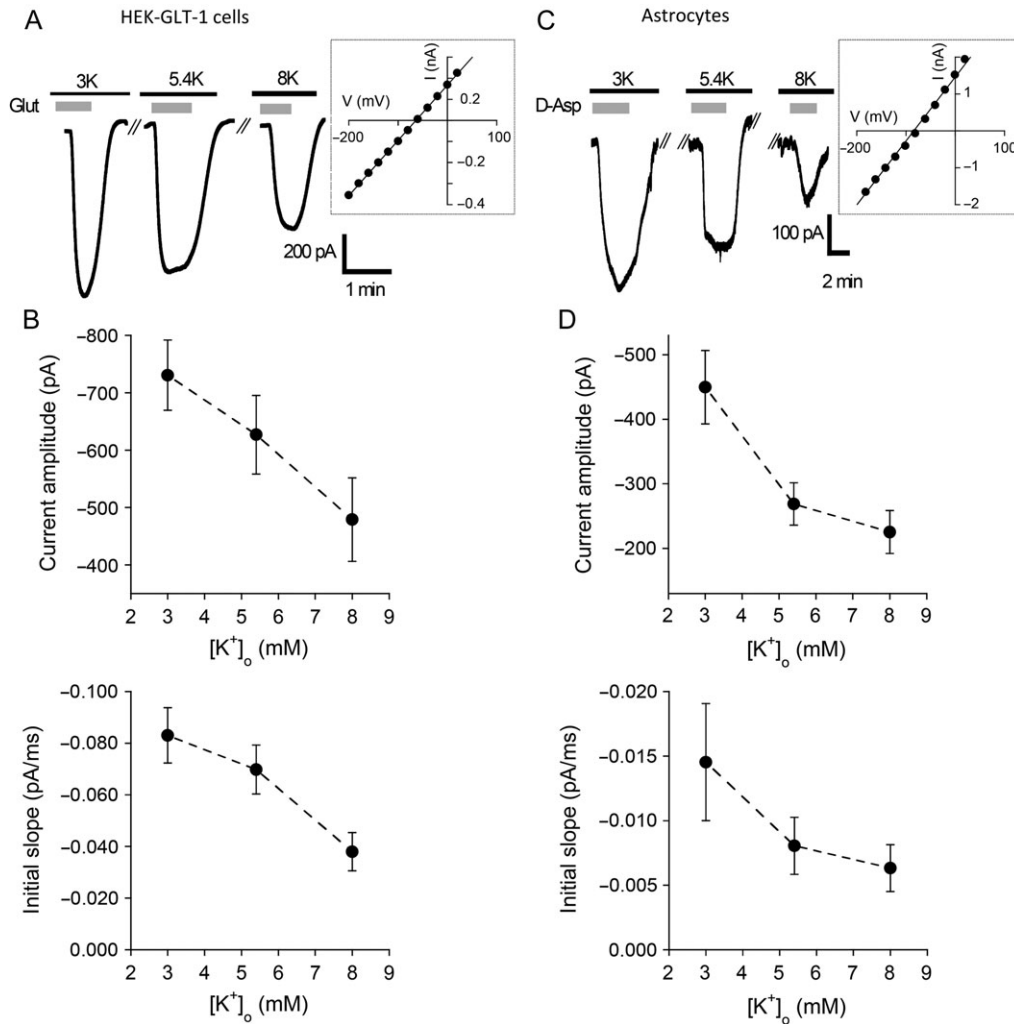 A
HEK-GLT-1 cells
3K
5.4K
8K
Glut
//
//
200 pA
1 min
I (nA)
V (mV)
0.2
−200
100
−0.2
−0.4
C
Astrocytes
3K
5.4K
8K
D-Asp
//
//
//
//
100 pA
2 min
I (nA)
1
V (mV)
−200
100
−1
−2
B
Current amplitude (pA)
−800
−700
−600
−500
−400
2 3 4 5 6 7 8 9
[K⁺]ₒ (mM)
Initial slope (pA/ms)
−0.100
−0.080
−0.060
−0.040
−0.020
0.000
2 3 4 5 6 7 8 9
[K⁺]ₒ (mM)
D
Current amplitude (pA)
−500
−400
−300
−200
2 3 4 5 6 7 8 9
[K⁺]ₒ (mM)
Initial slope (pA/ms)
−0.020
−0.015
−0.010
−0.005
0.000
2 3 4 5 6 7 8 9
[K⁺]ₒ (mM)